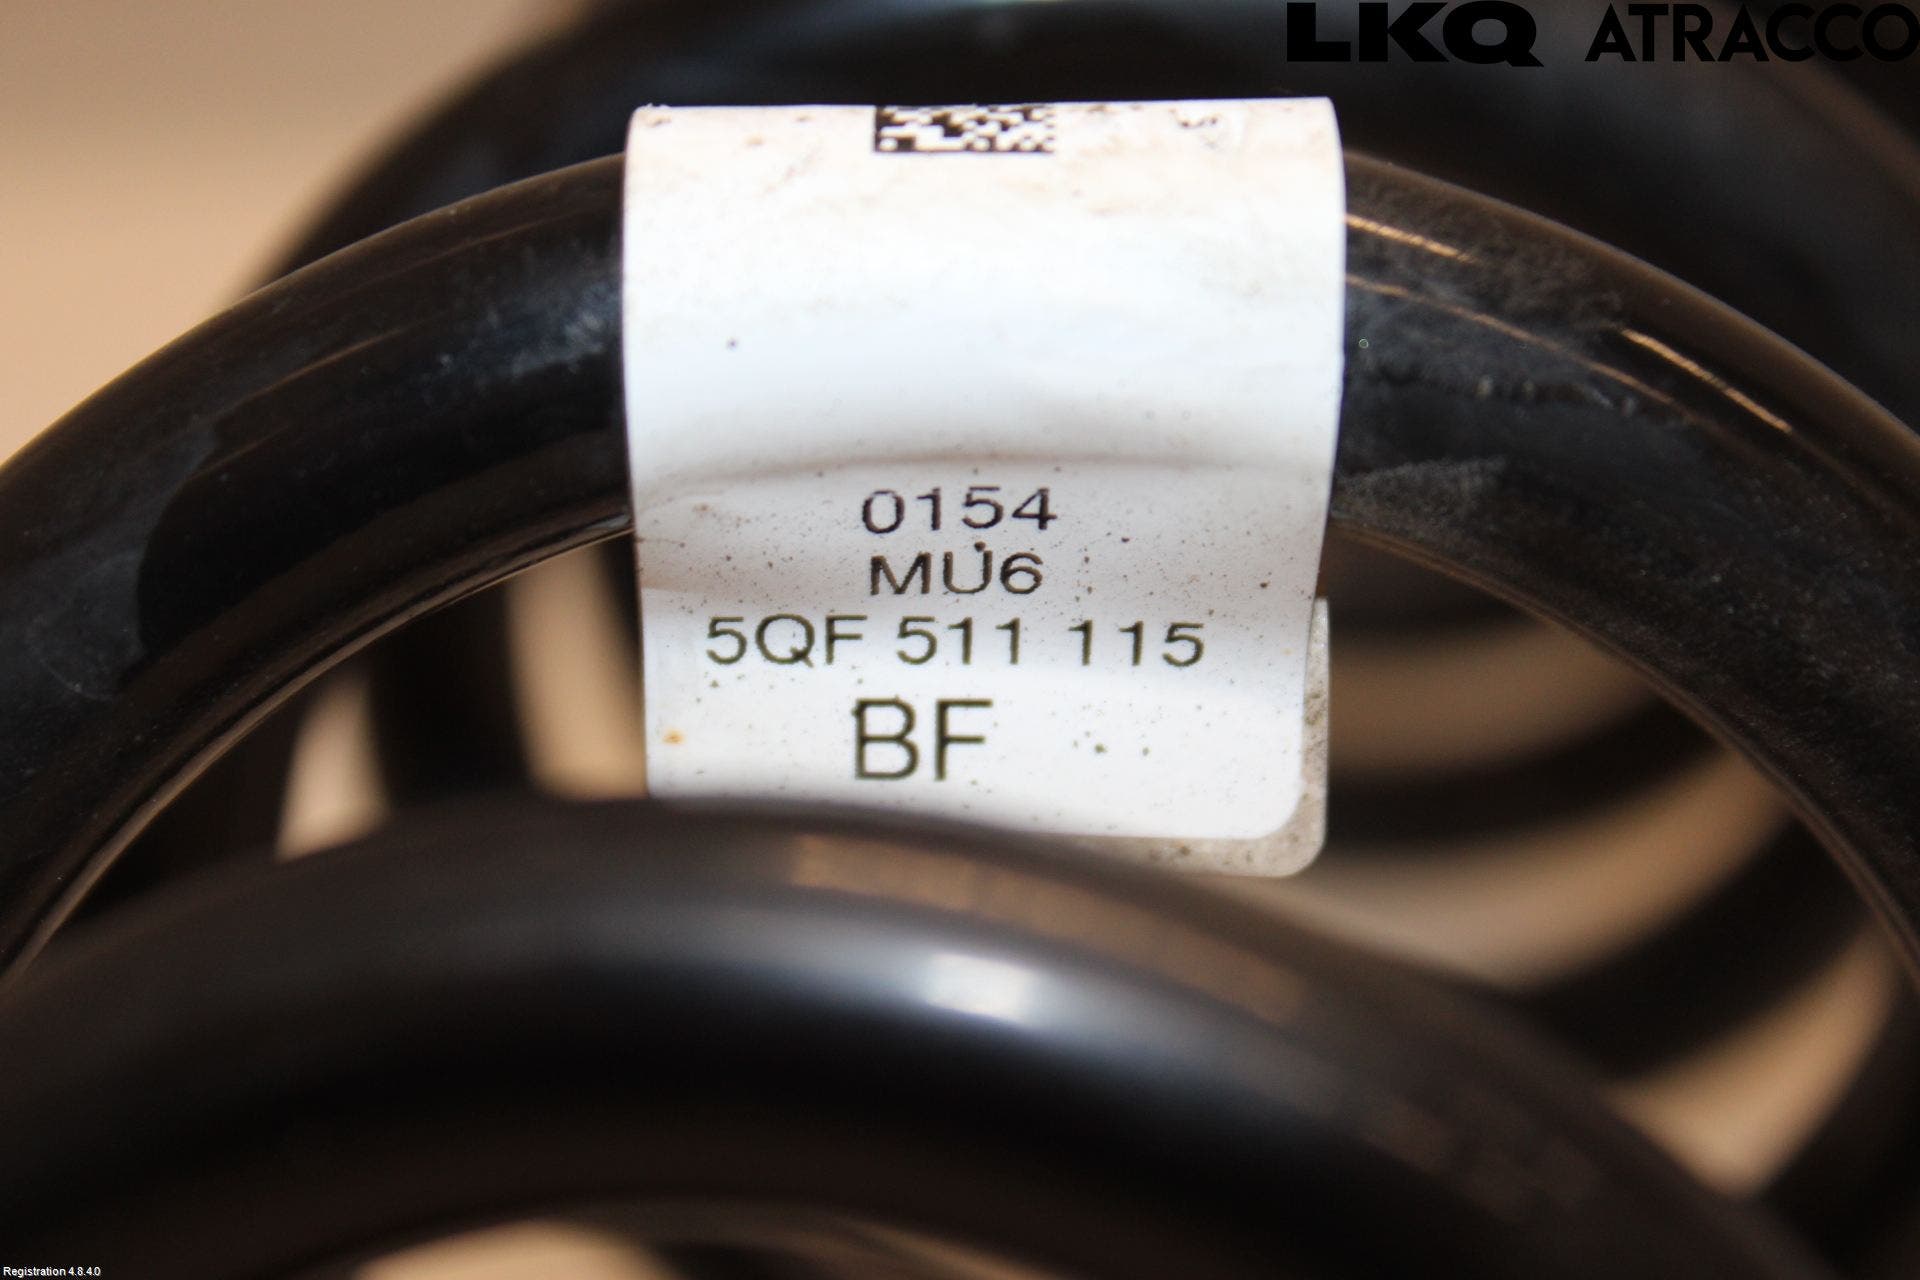 LKQ ATRACCO
0154
MU6
5QF 511 115
BF
Registration 4.8.4.0